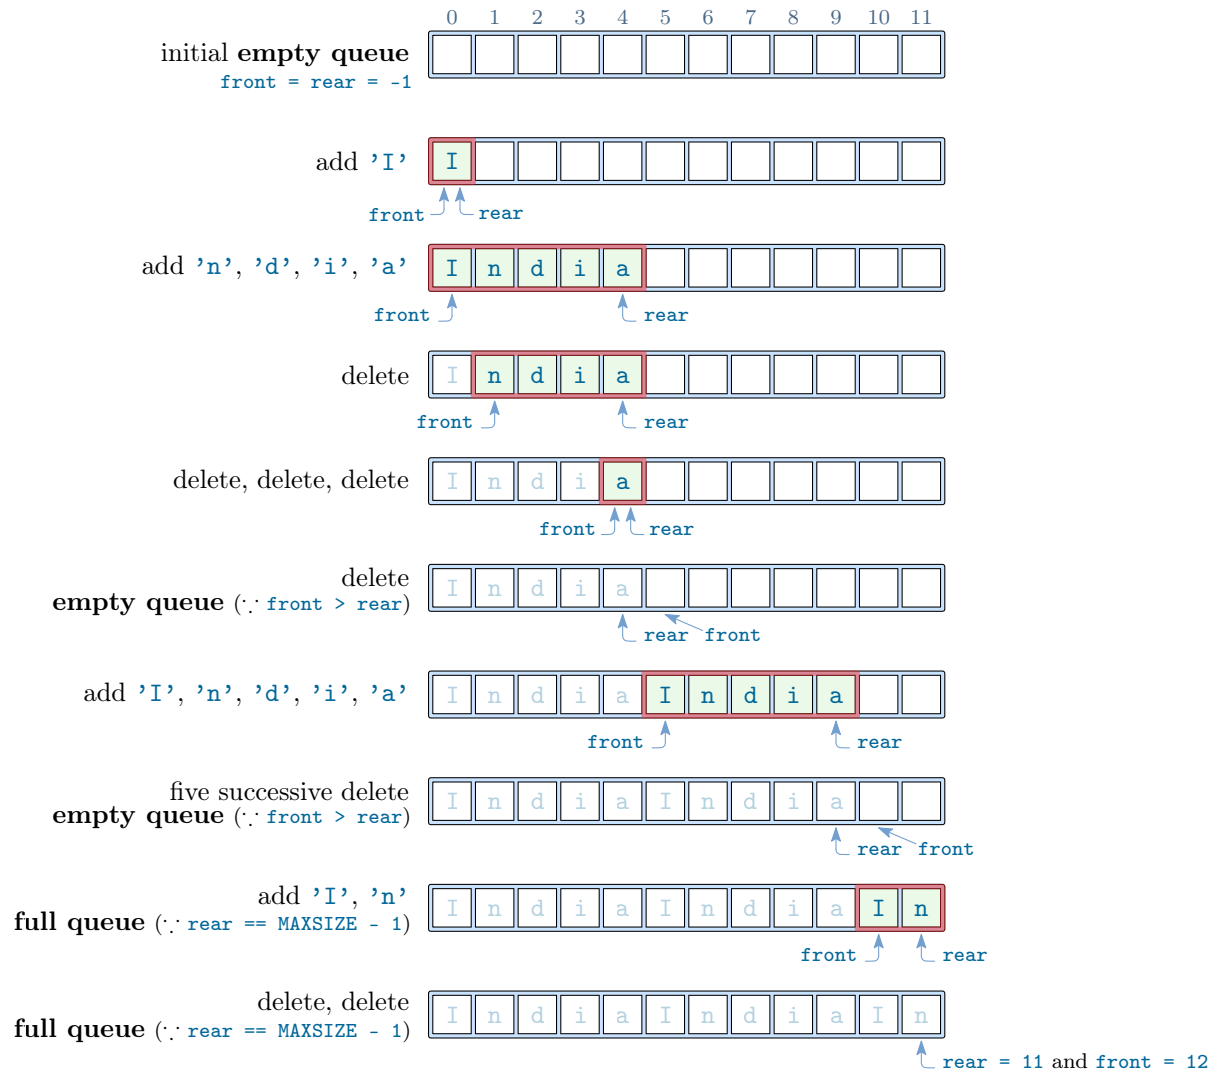 0 1 2 3 4 5 6 7 8 9 10 11
initial empty queue
front = rear = -1
add 'I'
I
front rear
add 'n', 'd', 'i', 'a'
I n d i a
front rear
delete
I n d i a
front rear
delete, delete, delete
I n d i a
front rear
delete
empty queue (∵ front > rear)
I n d i a
rear front
add 'I', 'n', 'd', 'i', 'a'
I n d i a I n d i a
front rear
five successive delete
empty queue (∵ front > rear)
I n d i a I n d i a
rear front
add 'I', 'n'
full queue (∵ rear == MAXSIZE - 1)
I n d i a I n d i a I n
front rear
delete, delete
full queue (∵ rear == MAXSIZE - 1)
I n d i a I n d i a I n
rear = 11 and front = 12